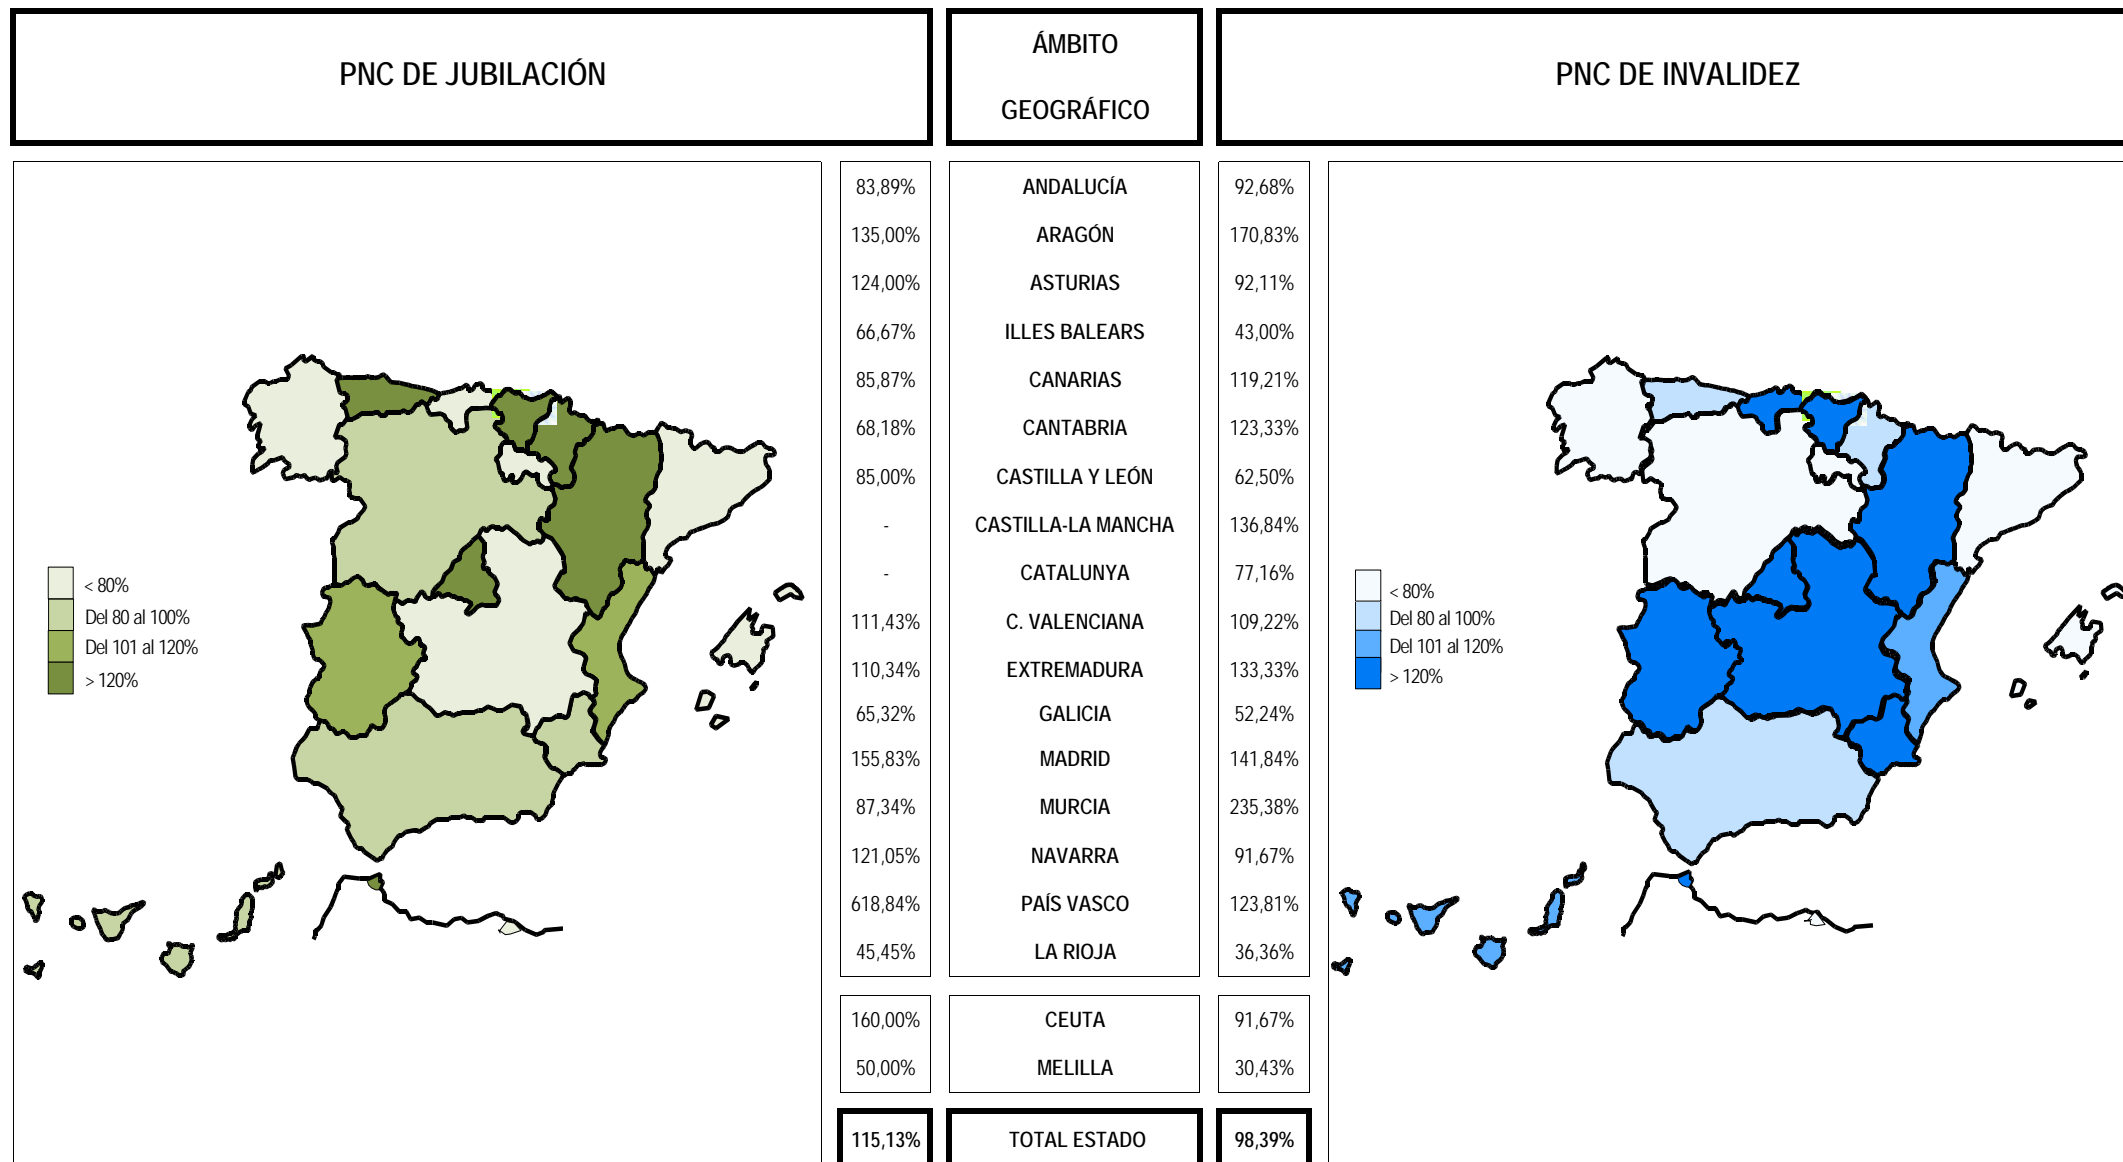 PNC DE JUBILACIÓN
ÁMBITO
GEOGRÁFICO
PNC DE INVALIDEZ
83,89% ANDALUCÍA 92,68%
135,00% ARAGÓN 170,83%
124,00% ASTURIAS 92,11%
66,67% ILLES BALEARS 43,00%
85,87% CANARIAS 119,21%
68,18% CANTABRIA 123,33%
85,00% CASTILLA Y LEÓN 62,50%
- CASTILLA-LA MANCHA 136,84%
- CATALUNYA 77,16%
111,43% C. VALENCIANA 109,22%
110,34% EXTREMADURA 133,33%
65,32% GALICIA 52,24%
155,83% MADRID 141,84%
87,34% MURCIA 235,38%
121,05% NAVARRA 91,67%
618,84% PAÍS VASCO 123,81%
45,45% LA RIOJA 36,36%
160,00% CEUTA 91,67%
50,00% MELILLA 30,43%
115,13% TOTAL ESTADO 98,39%
< 80%
Del 80 al 100%
Del 101 al 120%
> 120%
< 80%
Del 80 al 100%
Del 101 al 120%
> 120%